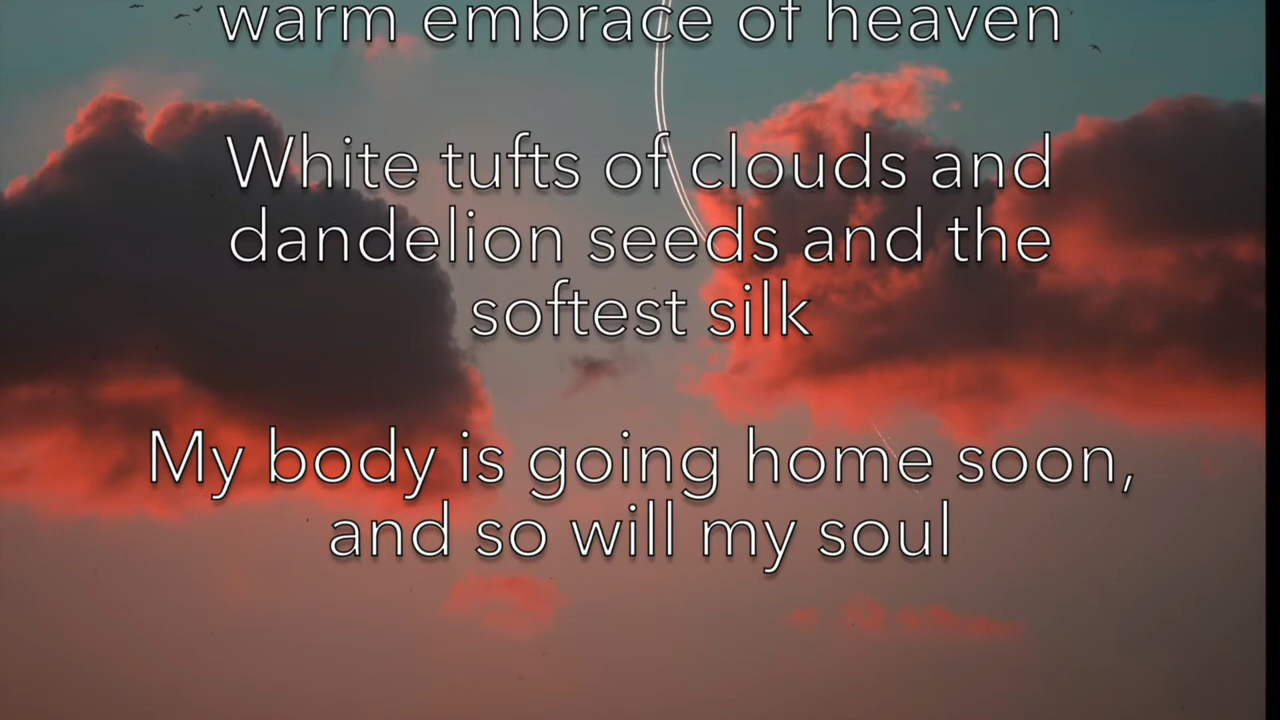 warm embrace of heaven
White tufts of clouds and
dandelion seeds and the
softest silk
My body is going home soon,
and so will my soul